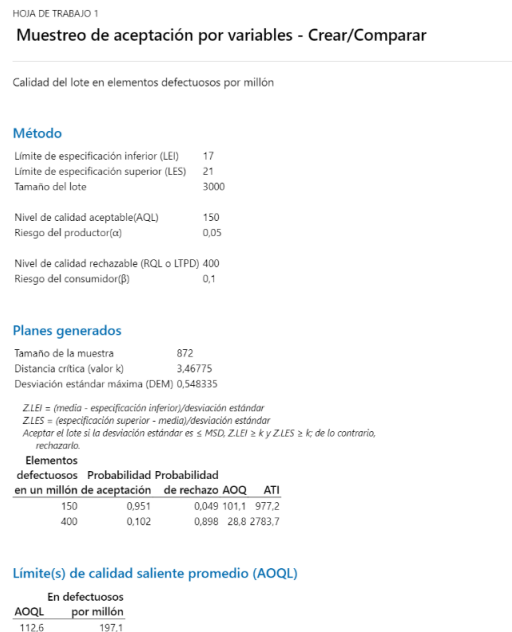 HOJA DE TRABAJO 1
Muestreo de aceptación por variables - Crear/Comparar
Calidad del lote en elementos defectuosos por millón
Método
Límite de especificación inferior (LEI) 17
Límite de especificación superior (LES) 21
Tamaño del lote 3000
Nivel de calidad aceptable(AQL) 150
Riesgo del productor(α) 0,05
Nivel de calidad rechazable (RQL o LTPD) 400
Riesgo del consumidor(β) 0,1
Planes generados
Tamaño de la muestra 872
Distancia crítica (valor k) 3,46775
Desviación estándar máxima (DEM) 0,548335
Z.LEI = (media - especificación inferior)/desviación estándar
Z.LES = (especificación superior - media)/desviación estándar
Aceptar el lote si la desviación estándar es ≤ MSD, Z.LEI ≥ k y Z.LES ≥ k; de lo contrario,
rechazarlo.
Elementos
defectuosos Probabilidad Probabilidad
en un millón de aceptación de rechazo AOQ ATI
150 0,951 0,049 101,1 977,2
400 0,102 0,898 28,8 2783,7
Límite(s) de calidad saliente promedio (AOQL)
En defectuosos
AOQL por millón
112,6 197,1